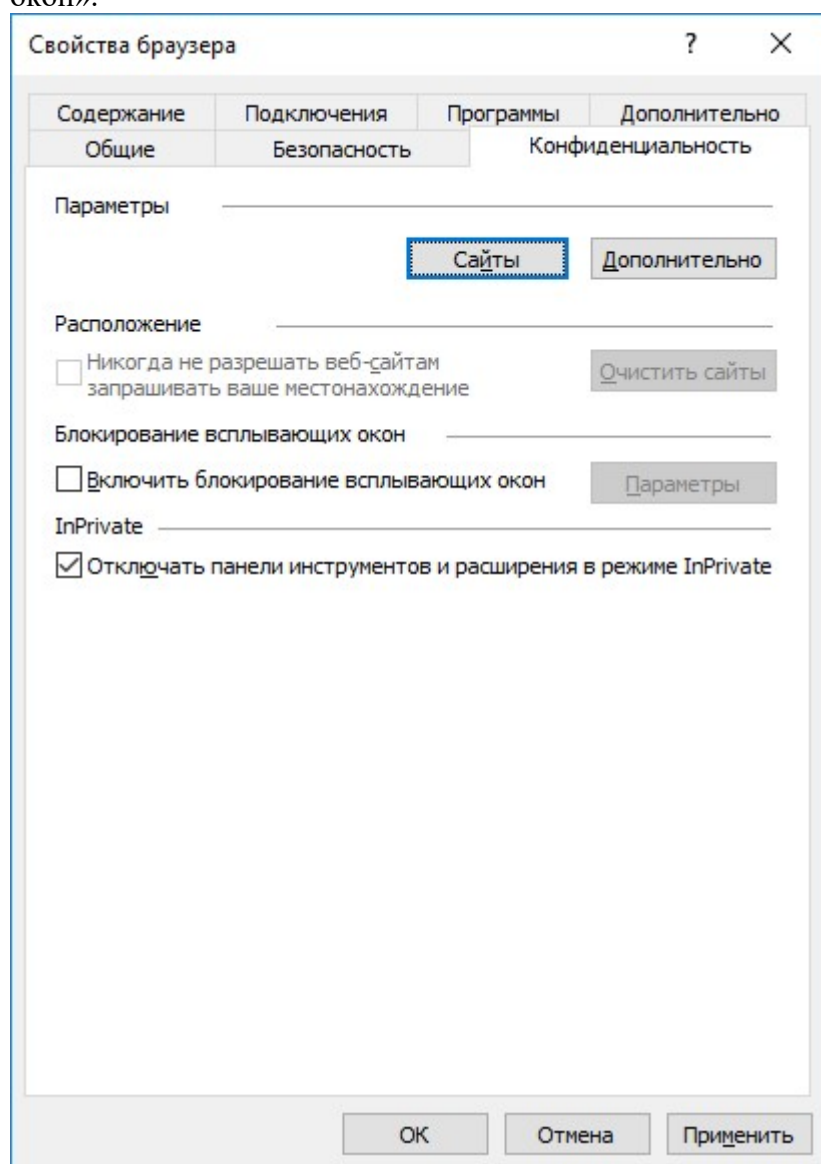 окон».
Свойства браузера ?
Содержание Подключения Программы Дополнительно
Общие Безопасность Конфиденциальность
Параметры
Сайты Дополнительно
Расположение
Никогда не разрешать веб-сайтам
запрашивать ваше местонахождение
Очистить сайты
Блокирование всплывающих окон
Включить блокирование всплывающих окон Параметры
InPrivate
Отключать панели инструментов и расширения в режиме InPrivate
ОК Отмена Применить